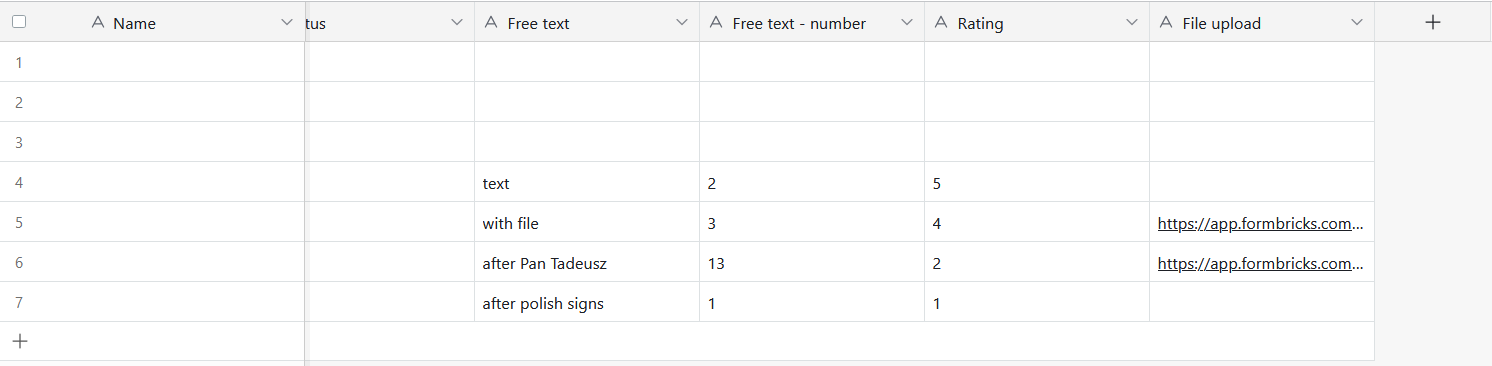 Name tus Free text Free text - number Rating File upload
1
2
3
4 text 2 5
5 with file 3 4 https://app.formbricks.com...
6 after Pan Tadeusz 13 2 https://app.formbricks.com...
7 after polish signs 1 1